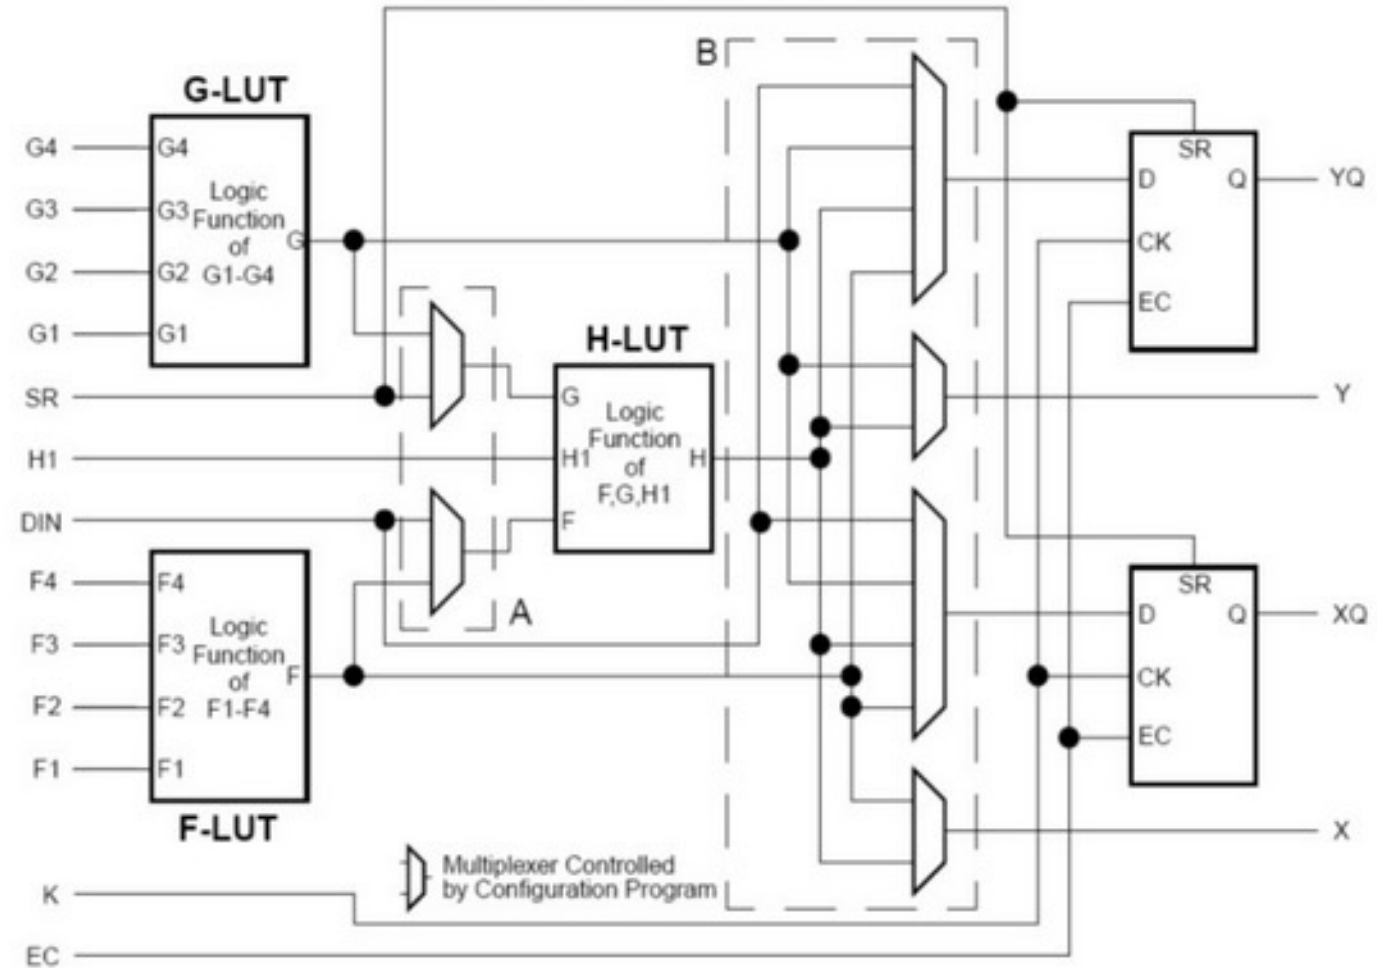 B
G-LUT
G4
G4
SR
Logic
Function
of
G1-G4
D
Q
YQ
G3
G3
G
CK
G2
G2
EC
G1
G1
H-LUT
SR
G
Logic
Function
of
F,G,H1
Y
H1
H1
H
DIN
F
F4
F4
SR
A
Logic
Function
of
F1-F4
D
Q
XQ
F3
F3
F
CK
F2
F2
EC
F1
F1
F-LUT
X
Multiplexer Controlled
by Configuration Program
K
EC